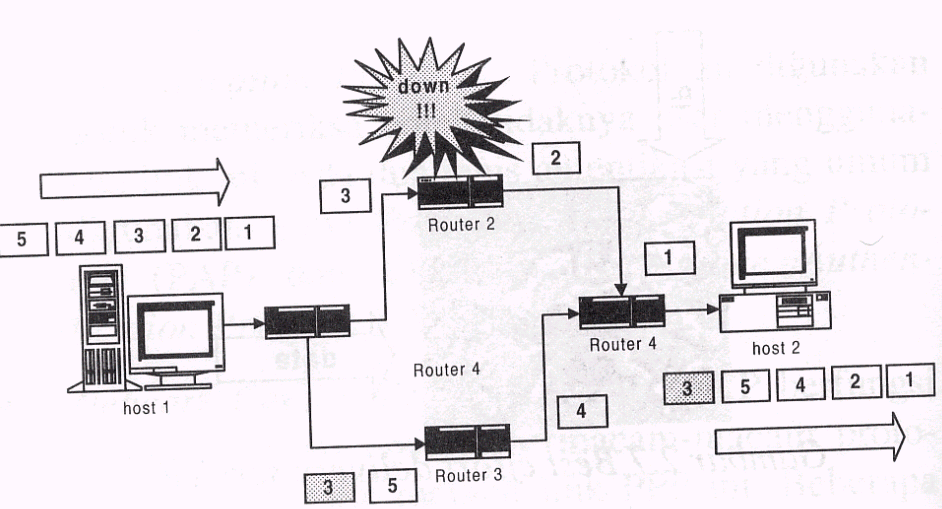 down
!!!
2
3
Router 2
5 4 3 2 1
1
Router 4
host 2
Router 4
host 1
3 5 4 2 1
4
Router 3
3 5